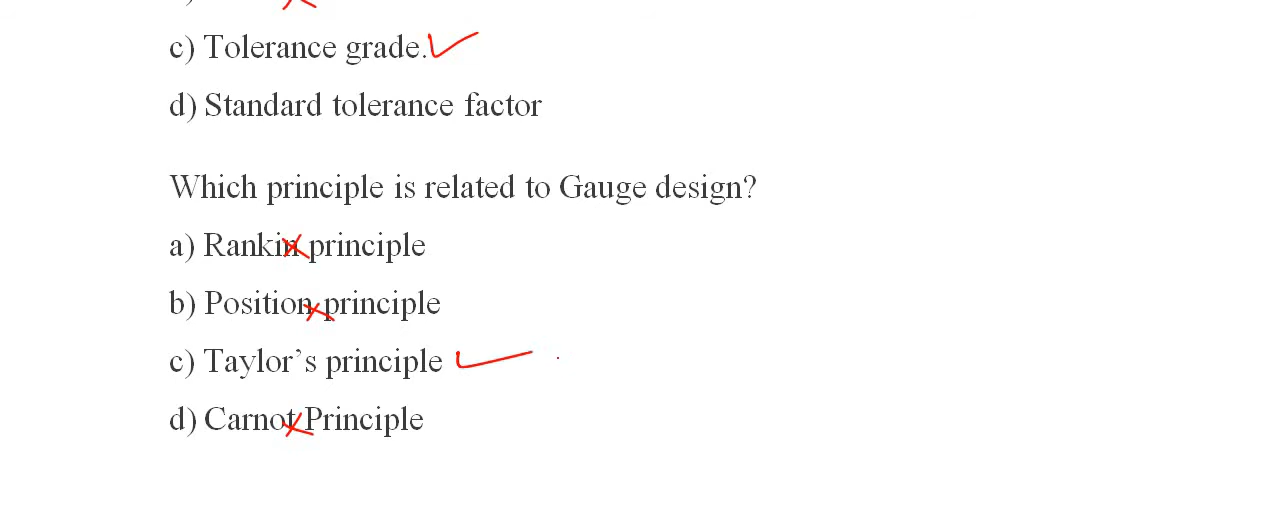 c) Tolerance grade.
d) Standard tolerance factor
Which principle is related to Gauge design?
a) Rankin principle
b) Position principle
c) Taylor’s principle
d) Carnot Principle